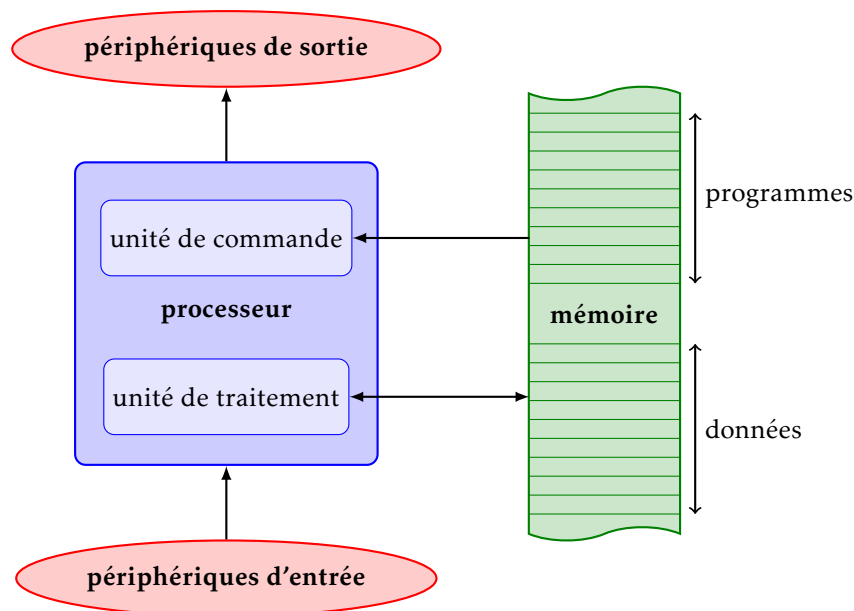 périphériques de sortie
programmes
unité de commande
processeur
mémoire
unité de traitement
données
périphériques d'entrée